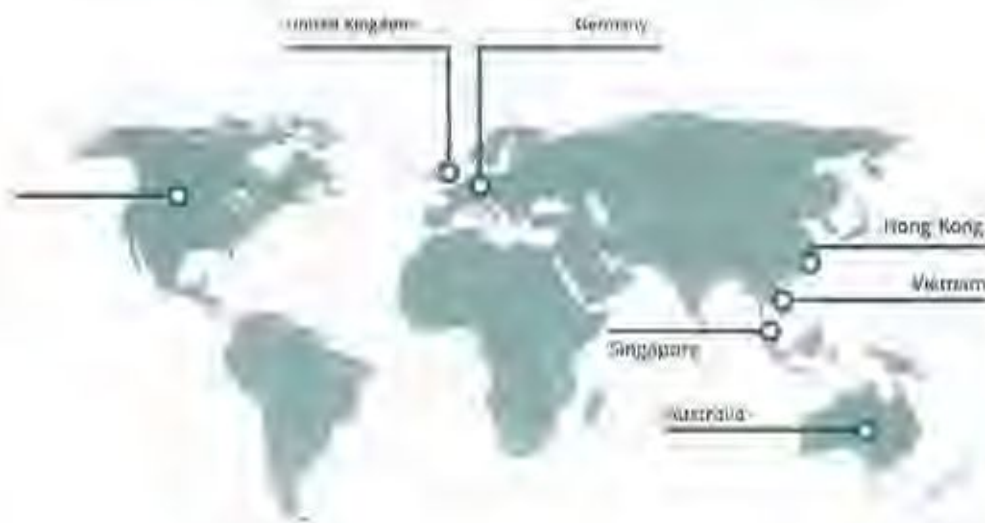 United Kingdom
Germany
Hong Kong
Vietnam
Singapore
Australia